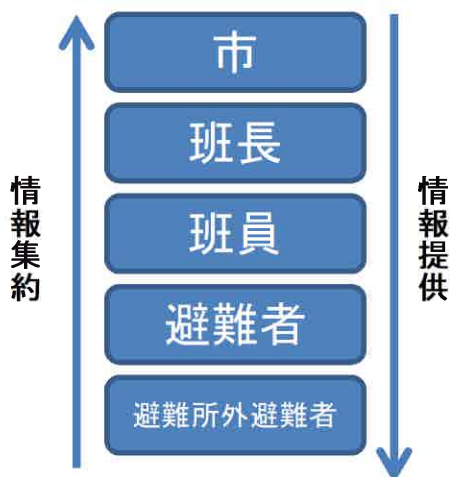 市
班長
班員
避難者
避難所外避難者
情報集約
情報提供